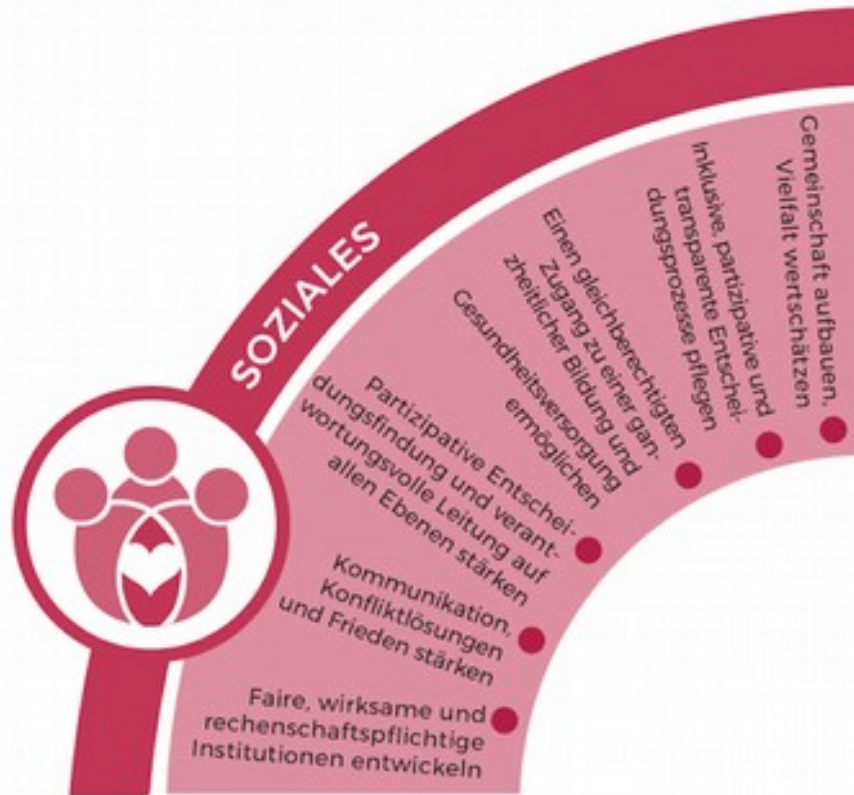 SOZIALES
Gemeinschaft aufbauen,
Vielfalt wertschätzen
Inklusive, partizipative und
transparente Entschei-
dungsprozesse pflegen
Einen gleichberechtigten
Zugang zu einer gan-
zheitlicher Bildung und
Gesundheitsversorgung
ermöglichen
Partizipative Entschei-
dungsfindung und verant-
wortungsvolle Leitung auf
allen Ebenen stärken
Kommunikation,
Konfliktlösungen
und Frieden stärken
Faire, wirksame und
rechenschaftspflichtige
Institutionen entwickeln